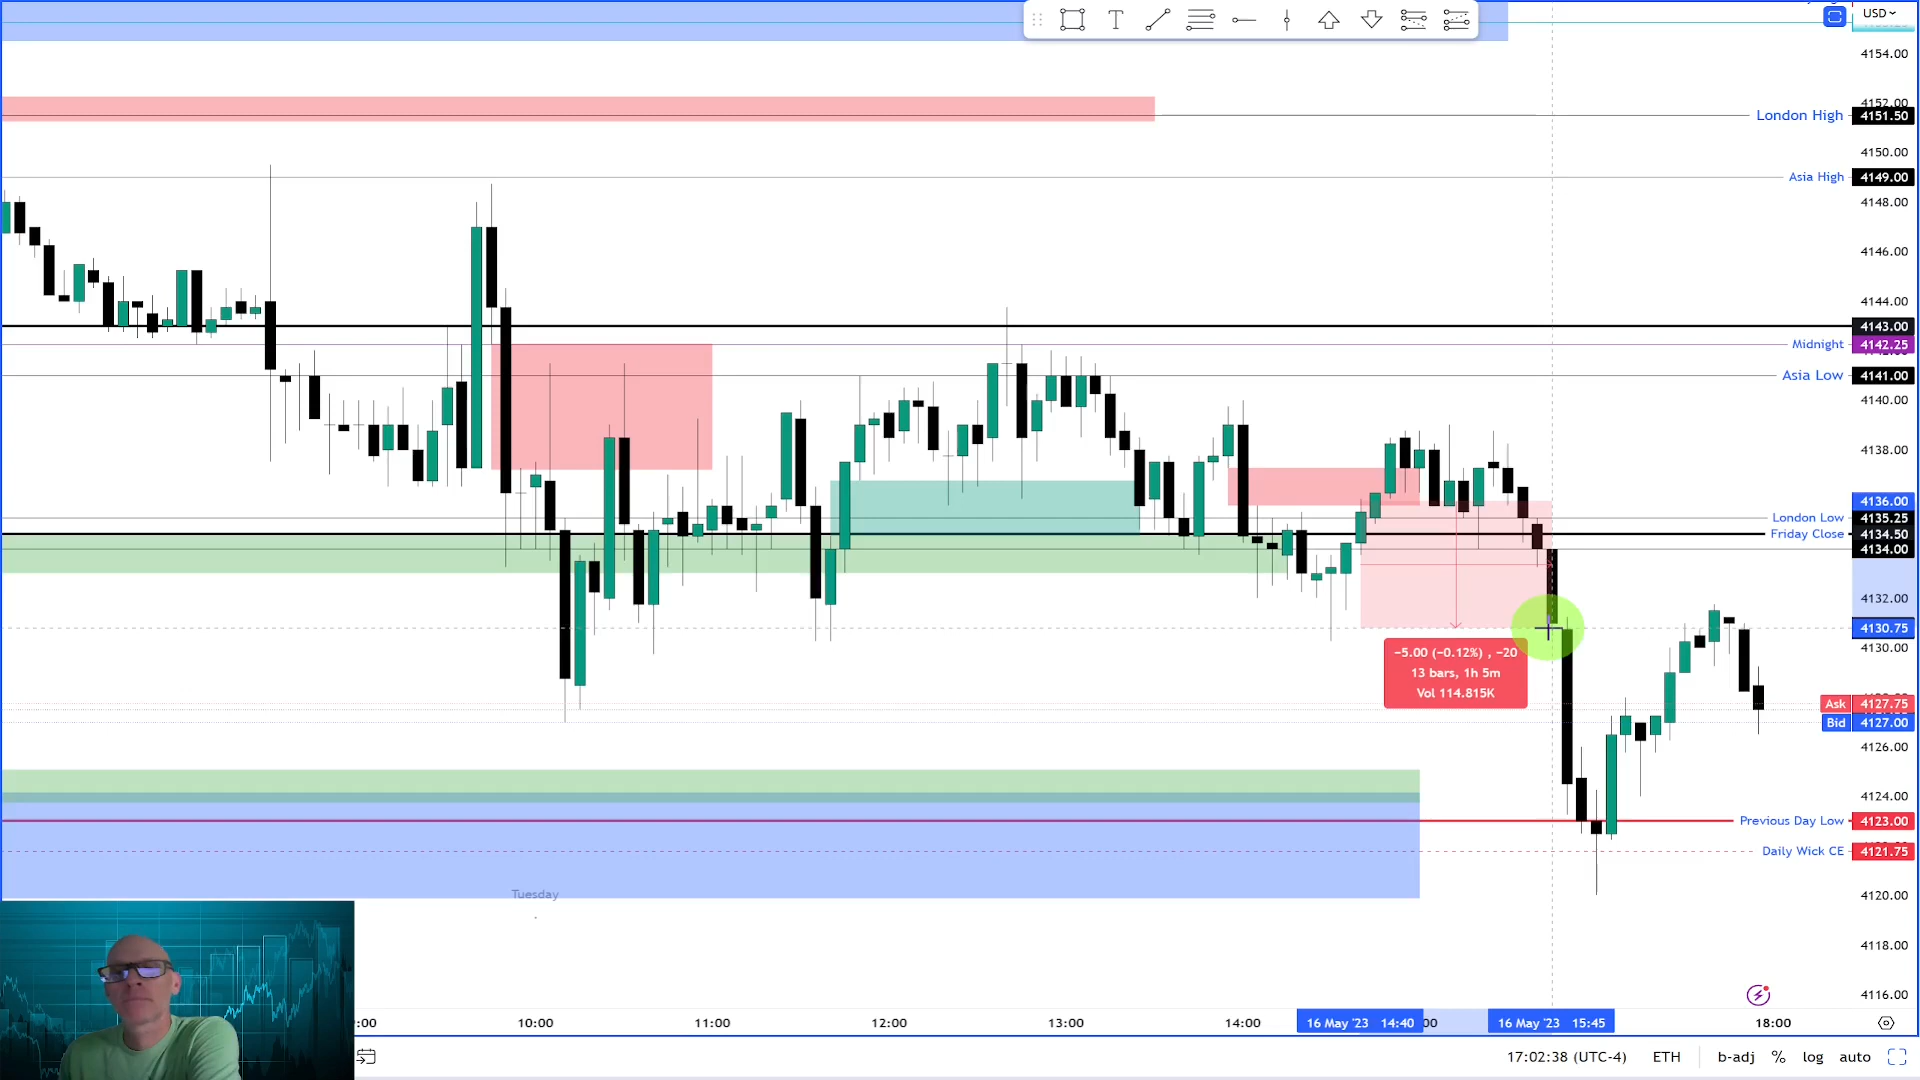 USD
4154.00
4152.00
London High 4151.50
4150.00
Asia High 4149.00
4148.00
4146.00
4144.00
4143.00
Midnight 4142.25
Asia Low 4141.00
4140.00
4138.00
4136.00
London Low 4135.25
Friday Close 4134.50
4134.00
4132.00
4130.75
4130.00
−5.00 (−0.12%) , −20
13 bars, 1h 5m
Vol 114.815K
Ask 4127.75
Bid 4127.00
4126.00
4124.00
Previous Day Low 4123.00
Daily Wick CE 4121.75
4120.00
Tuesday
4118.00
4116.00
:00 10:00 11:00 12:00 13:00 14:00 16 May '23 14:40 00 16 May '23 15:45 18:00
17:02:38 (UTC-4) ETH b-adj % log auto